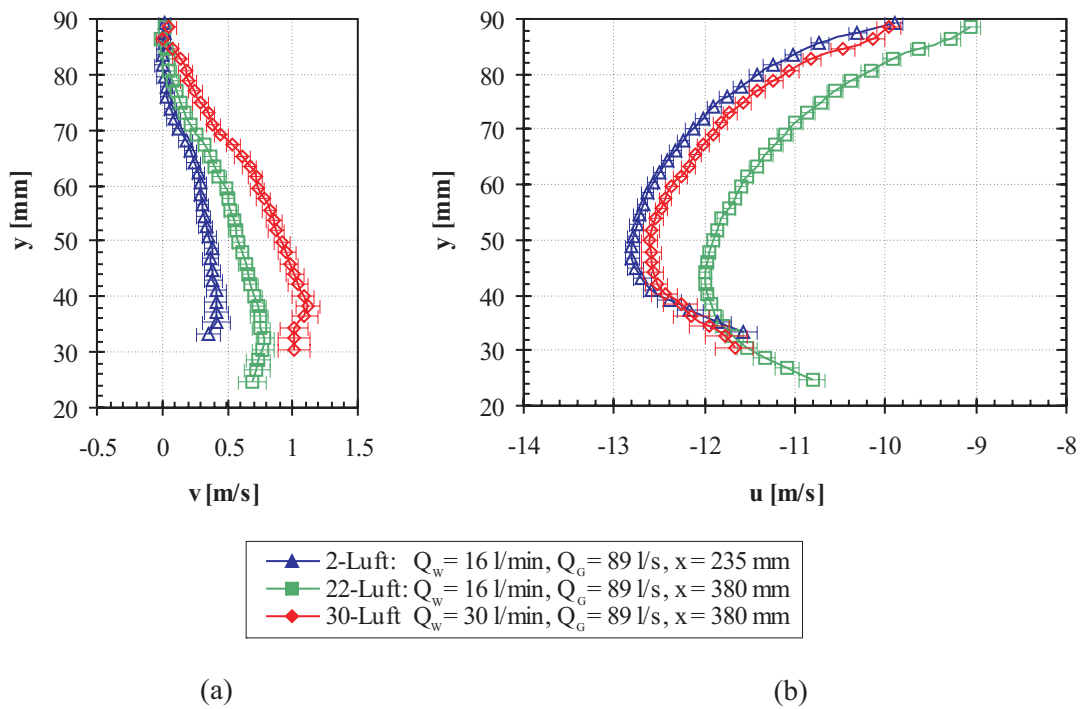 90
80
70
60
50
40
30
20
y [mm]
-0.5 0 0.5 1 1.5
v [m/s]
90
80
70
60
50
40
30
20
y [mm]
-14 -13 -12 -11 -10 -9 -8
u [m/s]
2-Luft: Q_W = 16 l/min, Q_G = 89 l/s, x = 235 mm
22-Luft: Q_W = 16 l/min, Q_G = 89 l/s, x = 380 mm
30-Luft Q_W = 30 l/min, Q_G = 89 l/s, x = 380 mm
(a) (b)